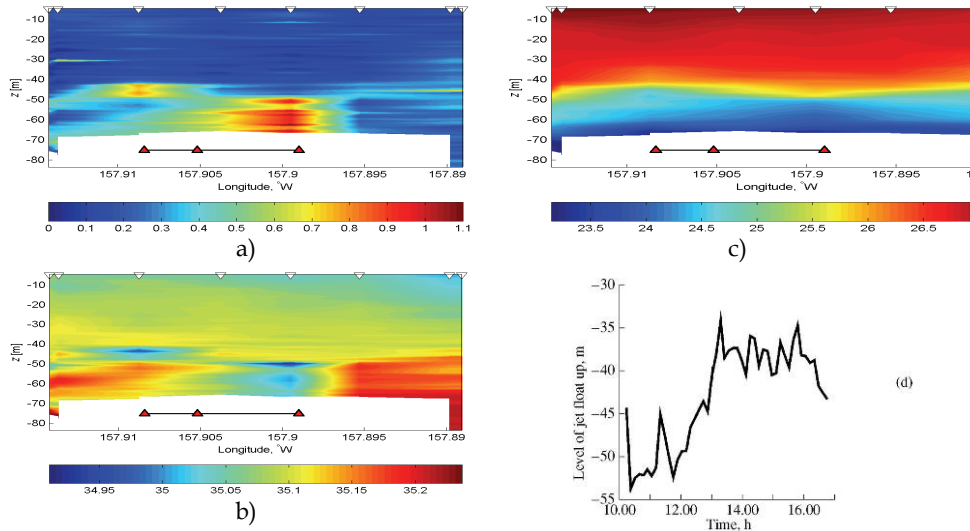 -10
-20
-30
-40
-50
-60
-70
-80
z [m]
157.91 157.905 157.9 157.895 157.89
Longitude, °W
0 0.1 0.2 0.3 0.4 0.5 0.6 0.7 0.8 0.9 1 1.1
a)
-10
-20
-30
-40
-50
-60
-70
-80
z [m]
157.91 157.905 157.9 157.895
Longitude, °W
23.5 24 24.5 25 25.5 26 26.5
c)
-10
-20
-30
-40
-50
-60
-70
-80
z [m]
157.91 157.905 157.9 157.895 157.89
Longitude, °W
34.95 35 35.05 35.1 35.15 35.2
b)
−30
−35
−40
−45
−50
−55
Level of jet float up, m
10.00 12.00 14.00 16.00
Time, h
(d)